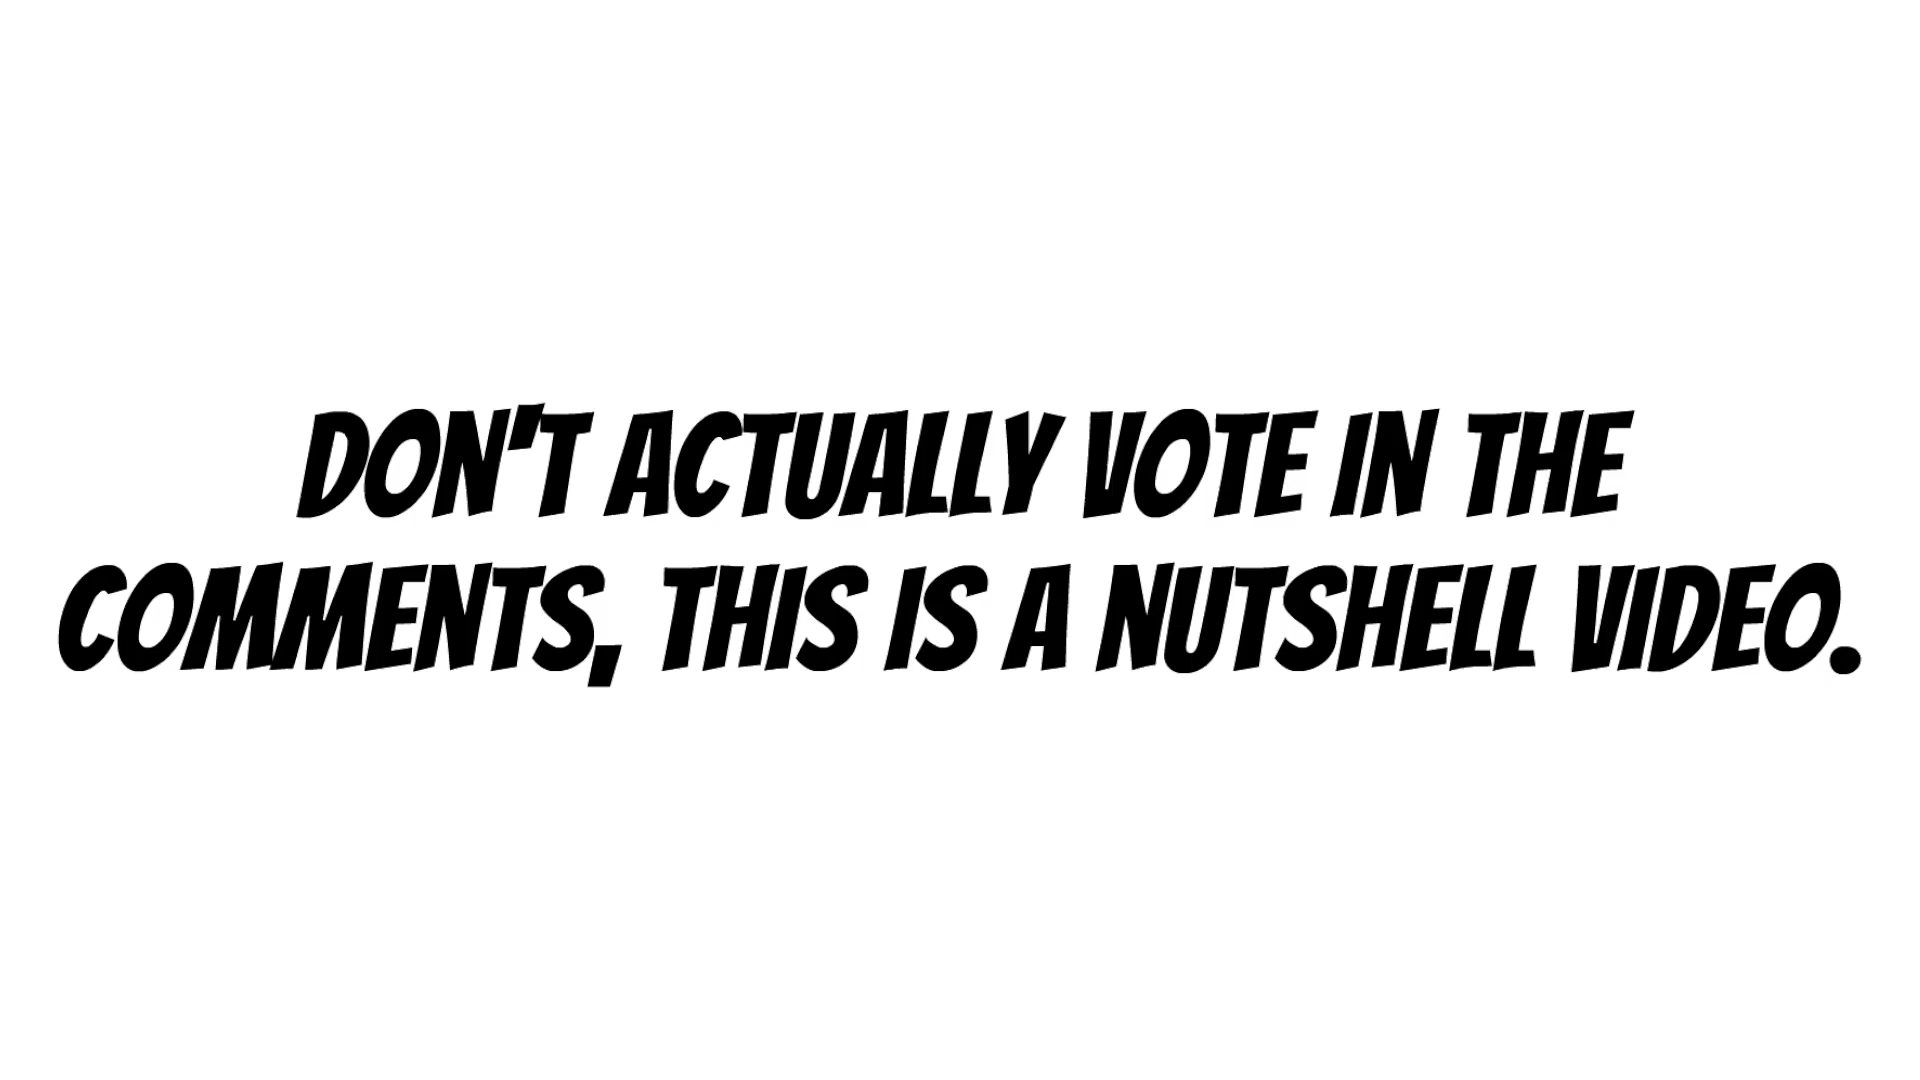 DON'T ACTUALLY VOTE IN THE
COMMENTS, THIS IS A NUTSHELL VIDEO.